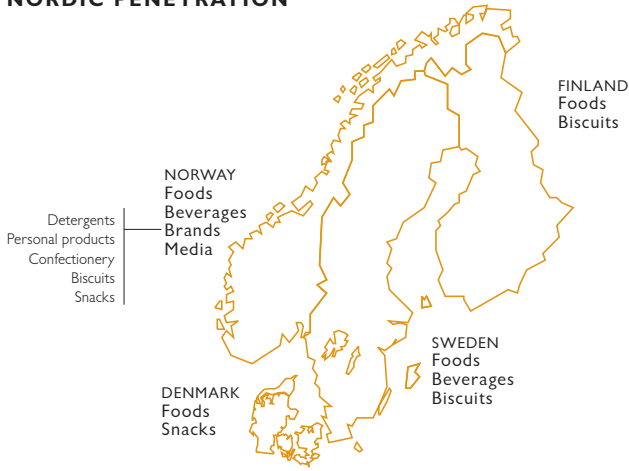 NORDIC PENETRATION
FINLAND
Foods
Biscuits
NORWAY
Foods
Beverages
Brands
Media
Detergents
Personal products
Confectionery
Biscuits
Snacks
SWEDEN
Foods
Beverages
Biscuits
DENMARK
Foods
Snacks